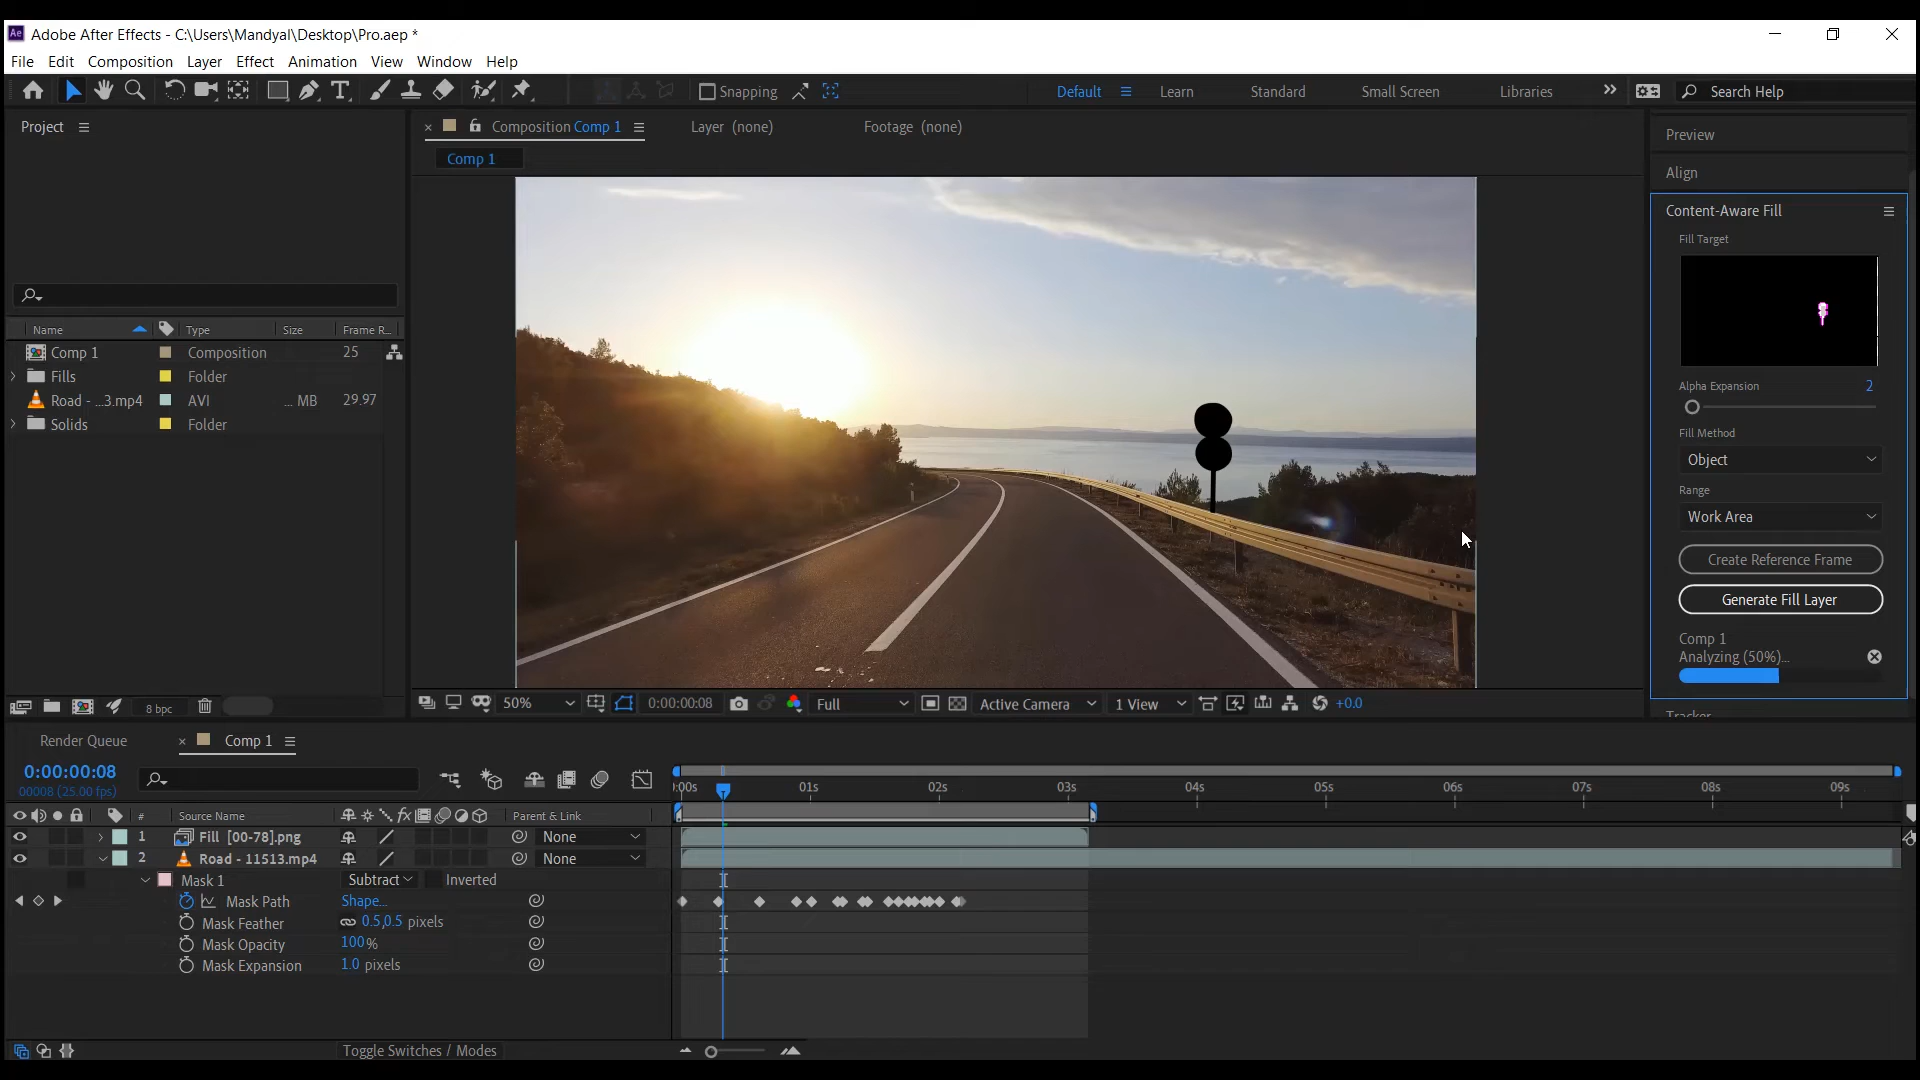 Ae Adobe After Effects - C:\Users\Mandyal\Desktop\Pro.aep *
File Edit Composition Layer Effect Animation View Window Help
Snapping Default Learn Standard Small Screen Libraries Search Help
Project
Composition Comp 1 Layer (none) Footage (none)
Comp 1
Name Type Size Frame R...
Comp 1 Composition 25
Fills Folder
Road - ...3.mp4 AVI ... MB 29.97
Solids Folder
8 bpc
50% 0:00:00:08 Full Active Camera 1 View +0.0
Preview
Align
Content-Aware Fill
Fill Target
Alpha Expansion 2
Fill Method
Object
Range
Work Area
Create Reference Frame
Generate Fill Layer
Comp 1
Analyzing (50%)...
Tracker
Render Queue Comp 1
0:00:00:08
00008 (25.00 fps)
):00s 01s 02s 03s 04s 05s 06s 07s 08s 09s
# Source Name Parent & Link
1 Fill [00-78].png None
2 Road - 11513.mp4 None
Mask 1 Subtract Inverted
Mask Path Shape...
Mask Feather 0.5,0.5 pixels
Mask Opacity 100%
Mask Expansion 1.0 pixels
Toggle Switches / Modes